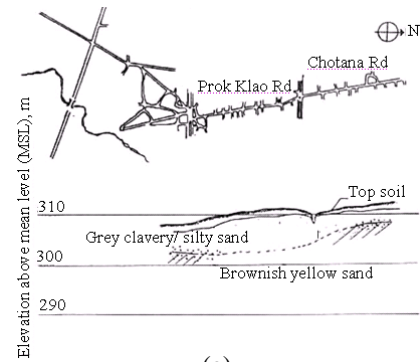 N
Chotana Rd
Prok Klao Rd
Elevation above mean level (MSL), m
Top soil
310
Grey clavery/ silty sand
300
Brownish yellow sand
290